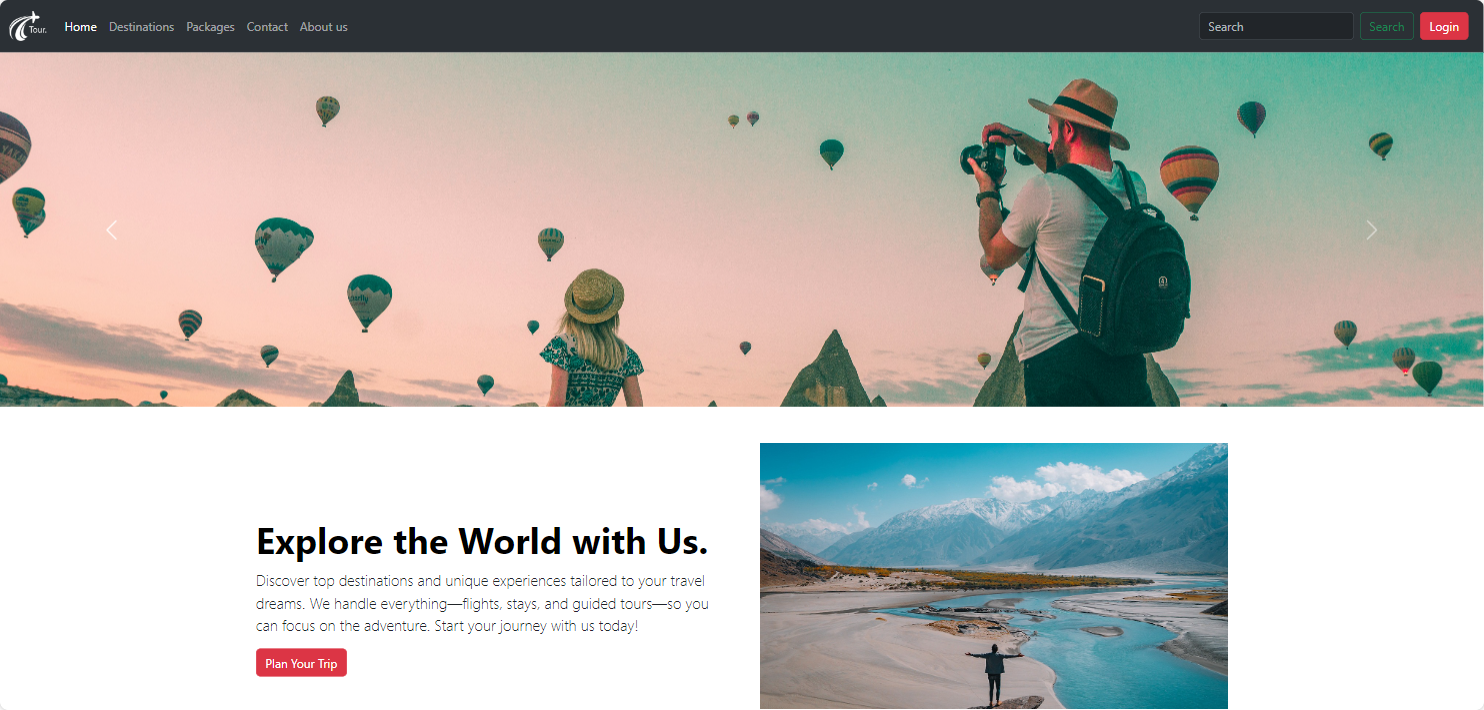 Tour.
Home Destinations Packages Contact About us
Search Search Login
Explore the World with Us.
Discover top destinations and unique experiences tailored to your travel
dreams. We handle everything—flights, stays, and guided tours—so you
can focus on the adventure. Start your journey with us today!
Plan Your Trip